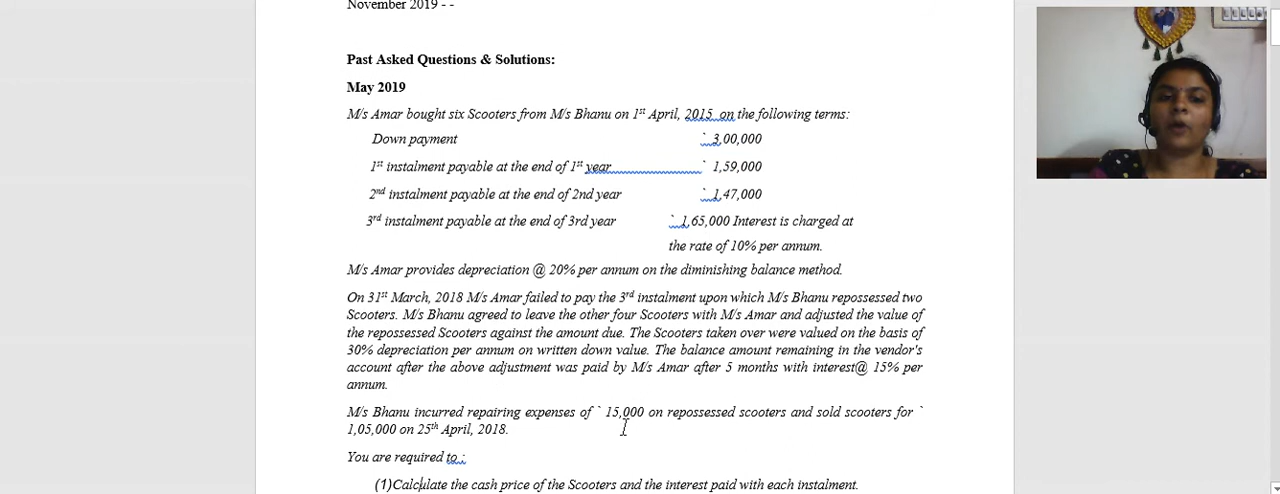 November 2019 - -
Past Asked Questions & Solutions:
May 2019
M/s Amar bought six Scooters from M/s Bhanu on 1st April, 2015 on the following terms:
Down payment ` 3,00,000
1st instalment payable at the end of 1st year ` 1,59,000
2nd instalment payable at the end of 2nd year ` 1,47,000
3rd instalment payable at the end of 3rd year ` 1,65,000 Interest is charged at
the rate of 10% per annum.
M/s Amar provides depreciation @ 20% per annum on the diminishing balance method.
On 31st March, 2018 M/s Amar failed to pay the 3rd instalment upon which M/s Bhanu repossessed two
Scooters. M/s Bhanu agreed to leave the other four Scooters with M/s Amar and adjusted the value of
the repossessed Scooters against the amount due. The Scooters taken over were valued on the basis of
30% depreciation per annum on written down value. The balance amount remaining in the vendor's
account after the above adjustment was paid by M/s Amar after 5 months with interest@ 15% per
annum.
M/s Bhanu incurred repairing expenses of ` 15,000 on repossessed scooters and sold scooters for `
1,05,000 on 25th April, 2018.
You are required to :
(1)Calculate the cash price of the Scooters and the interest paid with each instalment.